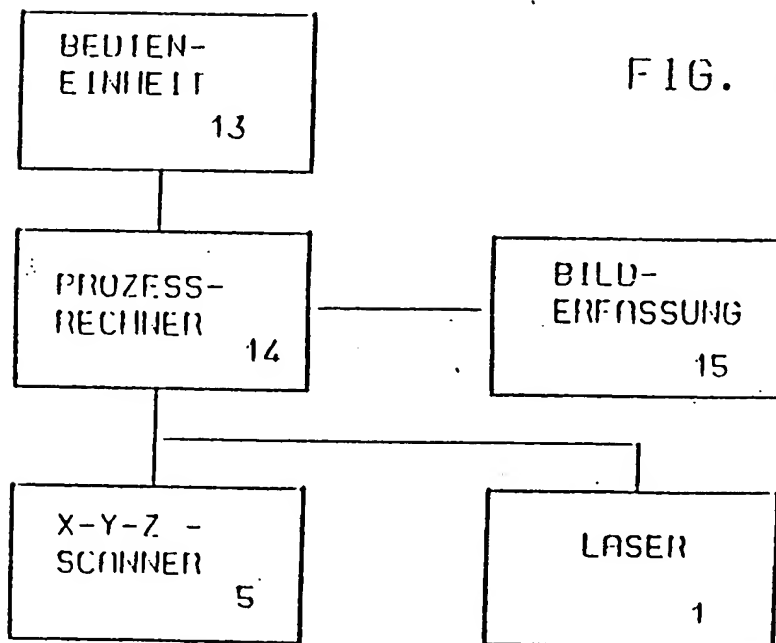 BEDIEN-
EINHEIT
13
FIG.
PROZESS-
RECHNER
14
BILD-
ERFASSUNG
15
X-Y-Z -
SCANNER
5
LASER
1